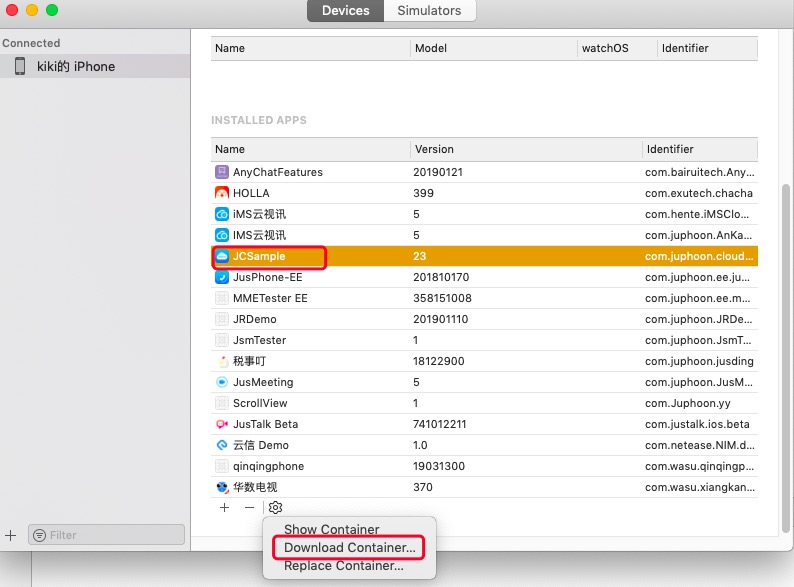 Devices Simulators
Connected
kiki的 iPhone
Name Model watchOS Identifier
INSTALLED APPS
Name Version Identifier
AnyChatFeatures 20190121 com.bairuitech.Any...
HOLLA 399 com.exutech.chacha
iMS云视讯 5 com.hente.iMSClo...
IMS云视讯 5 com.juphoon.AnKa...
JCSample 23 com.juphoon.cloud...
JusPhone-EE 201810170 com.juphoon.ee.ju...
MMETester EE 358151008 com.juphoon.ee.m...
JRDemo 201901110 com.juphoon.JRDe...
JsmTester 1 com.juphoon.JsmT...
税事叮 18122900 com.juphoon.jusding
JusMeeting 5 com.juphoon.JusM...
ScrollView 1 com.Juphoon.yy
JusTalk Beta 741012211 com.justalk.ios.beta
云信 Demo 1.0 com.netease.NIM.d...
qinqingphone 19031300 com.wasu.qinqingp...
华数电视 370 com.wasu.xiangkan...
Filter
Show Container
Download Container...
Replace Container...